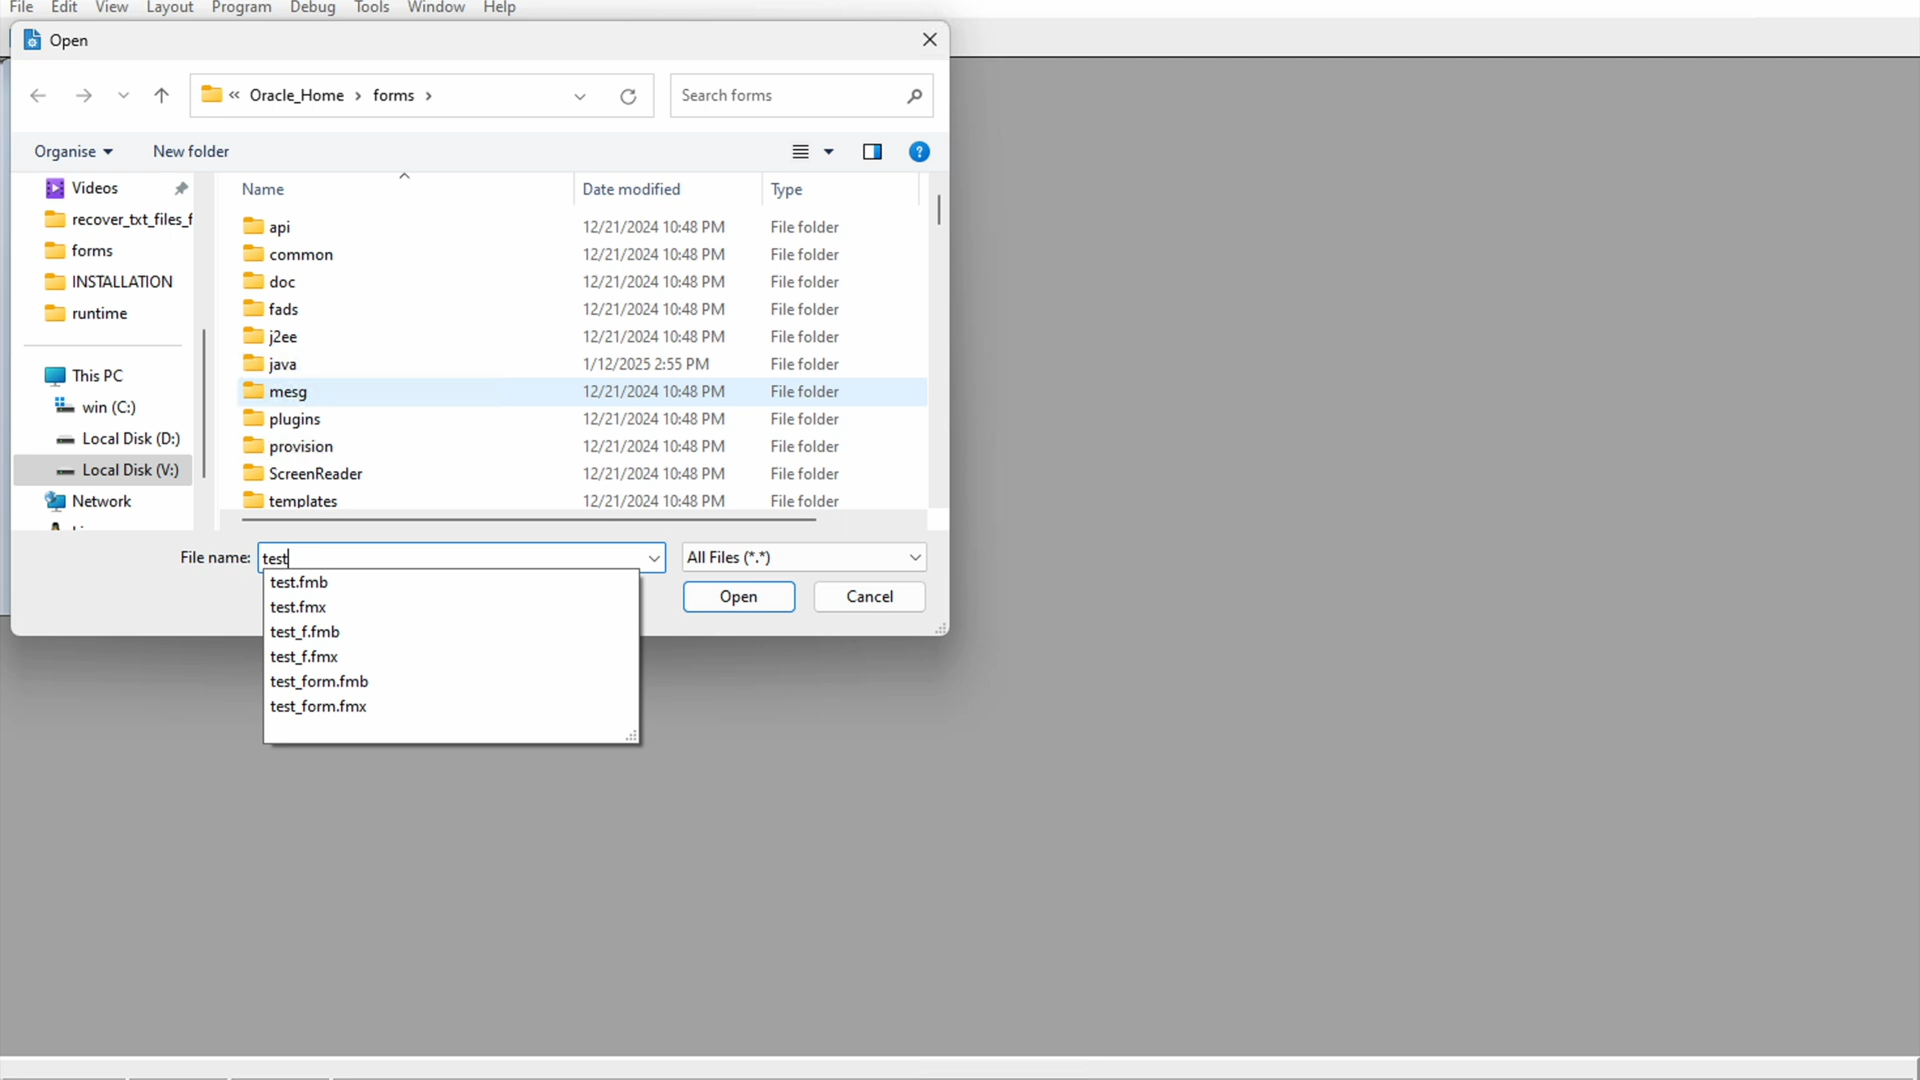 File Edit View Layout Program Debug Tools Window Help
Open
« Oracle_Home › forms ›
Search forms
Organise New folder
Videos
recover_txt_files_f
forms
INSTALLATION
runtime
This PC
win (C:)
Local Disk (D:)
Local Disk (V:)
Network
Name Date modified Type
api 12/21/2024 10:48 PM File folder
common 12/21/2024 10:48 PM File folder
doc 12/21/2024 10:48 PM File folder
fads 12/21/2024 10:48 PM File folder
j2ee 12/21/2024 10:48 PM File folder
java 1/12/2025 2:55 PM File folder
mesg 12/21/2024 10:48 PM File folder
plugins 12/21/2024 10:48 PM File folder
provision 12/21/2024 10:48 PM File folder
ScreenReader 12/21/2024 10:48 PM File folder
templates 12/21/2024 10:48 PM File folder
File name: test All Files (*.*)
test.fmb
test.fmx
test_f.fmb
test_f.fmx
test_form.fmb
test_form.fmx
Open Cancel